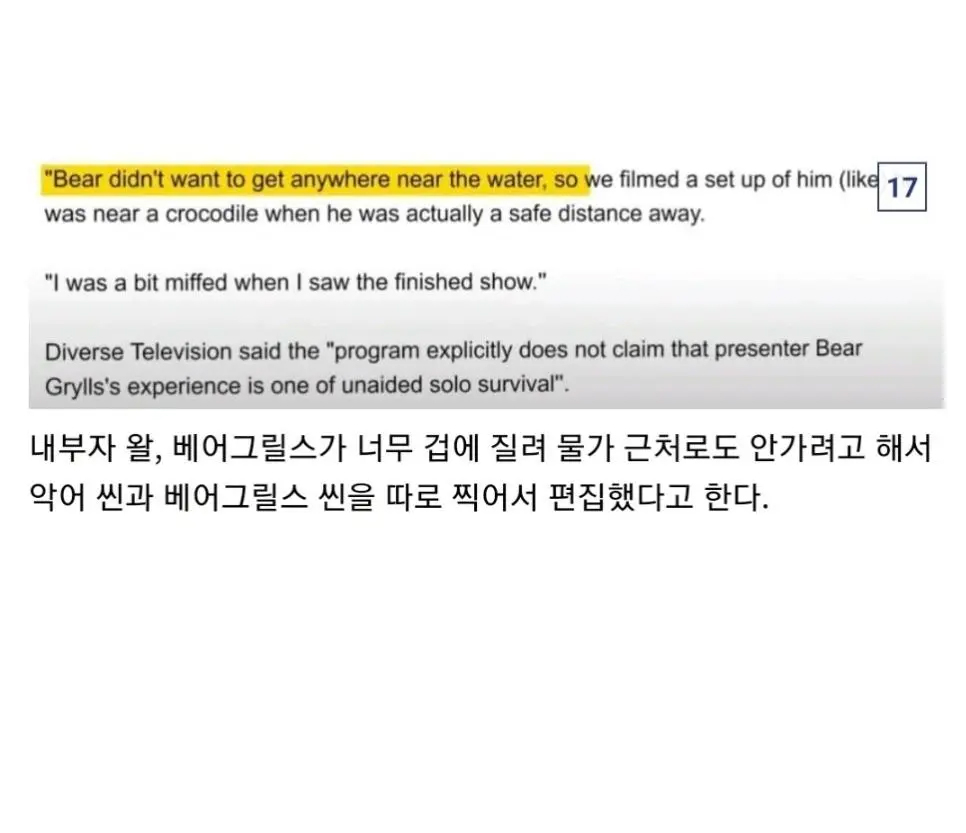 "Bear didn't want to get anywhere near the water, so we filmed a set up of him (like
17
was near a crocodile when he was actually a safe distance away.
"I was a bit miffed when I saw the finished show."
Diverse Television said the "program explicitly does not claim that presenter Bear
Grylls's experience is one of unaided solo survival".
내부자 왈, 베어그릴스가 너무 겁에 질려 물가 근처로도 안가려고 해서
악어 씬과 베어그릴스 씬을 따로 찍어서 편집했다고 한다.